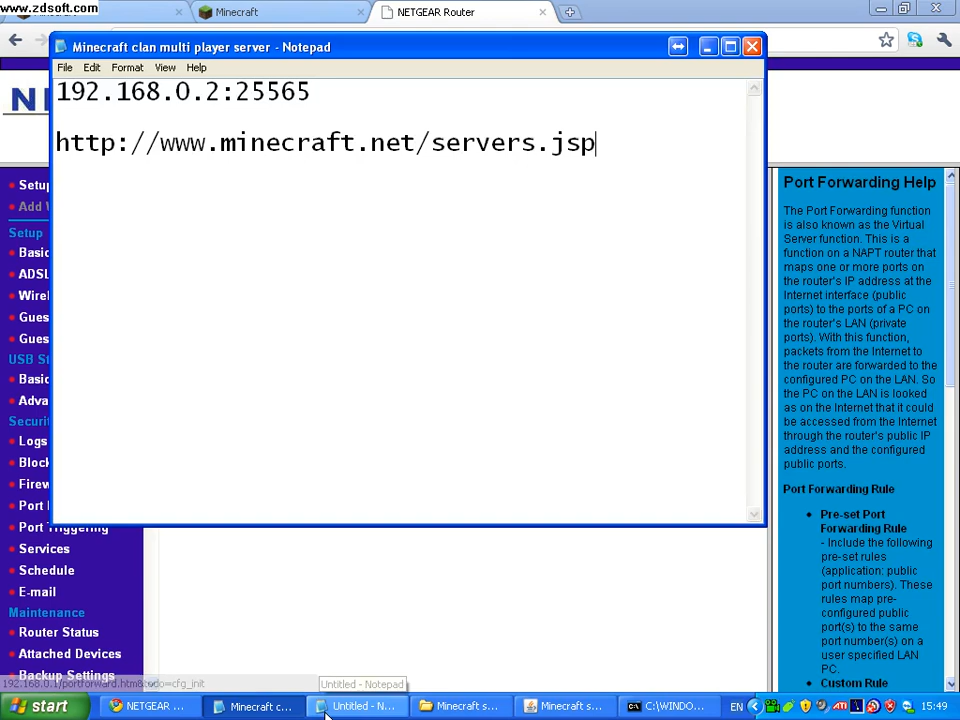 www.zdsoft.com
Minecraft
NETGEAR Router
Minecraft clan multi player server - Notepad
File Edit Format View Help
192.168.0.2:25565
http://www.minecraft.net/servers.jsp
Setup
Basic
ADSL
Security
Logs
Port Triggering
Services
Schedule
E-mail
Maintenance
Router Status
Attached Devices
Backup Settings
Port Forwarding Help
The Port Forwarding function
is also known as the Virtual
Server function. This is a
function on a NAPT router that
maps one or more ports on
the router's IP address at the
Internet interface (public
ports) to the ports of a PC on
the router's LAN (private
ports). With this function,
packets from the Internet to
the router are forwarded to the
configured PC on the LAN. So
the PC on the LAN is looked
as on the Internet that it could
be accessed from the Internet
through the router's public IP
address and the configured
public ports.
Port Forwarding Rule
Pre-set Port
Forwarding Rule
- Include the following
pre-set rules
(application: public
port numbers). These
rules map pre-
configured public
port(s) to the same
port number(s) on a
user specified LAN
PC.
Custom Rule
192.168.0.1/portforward.htm&todo=cfg_init
Untitled - Notepad
start
NETGEAR ...
Minecraft c...
Untitled - N...
Minecraft s...
Minecraft s...
C:\WINDO...
EN
15:49